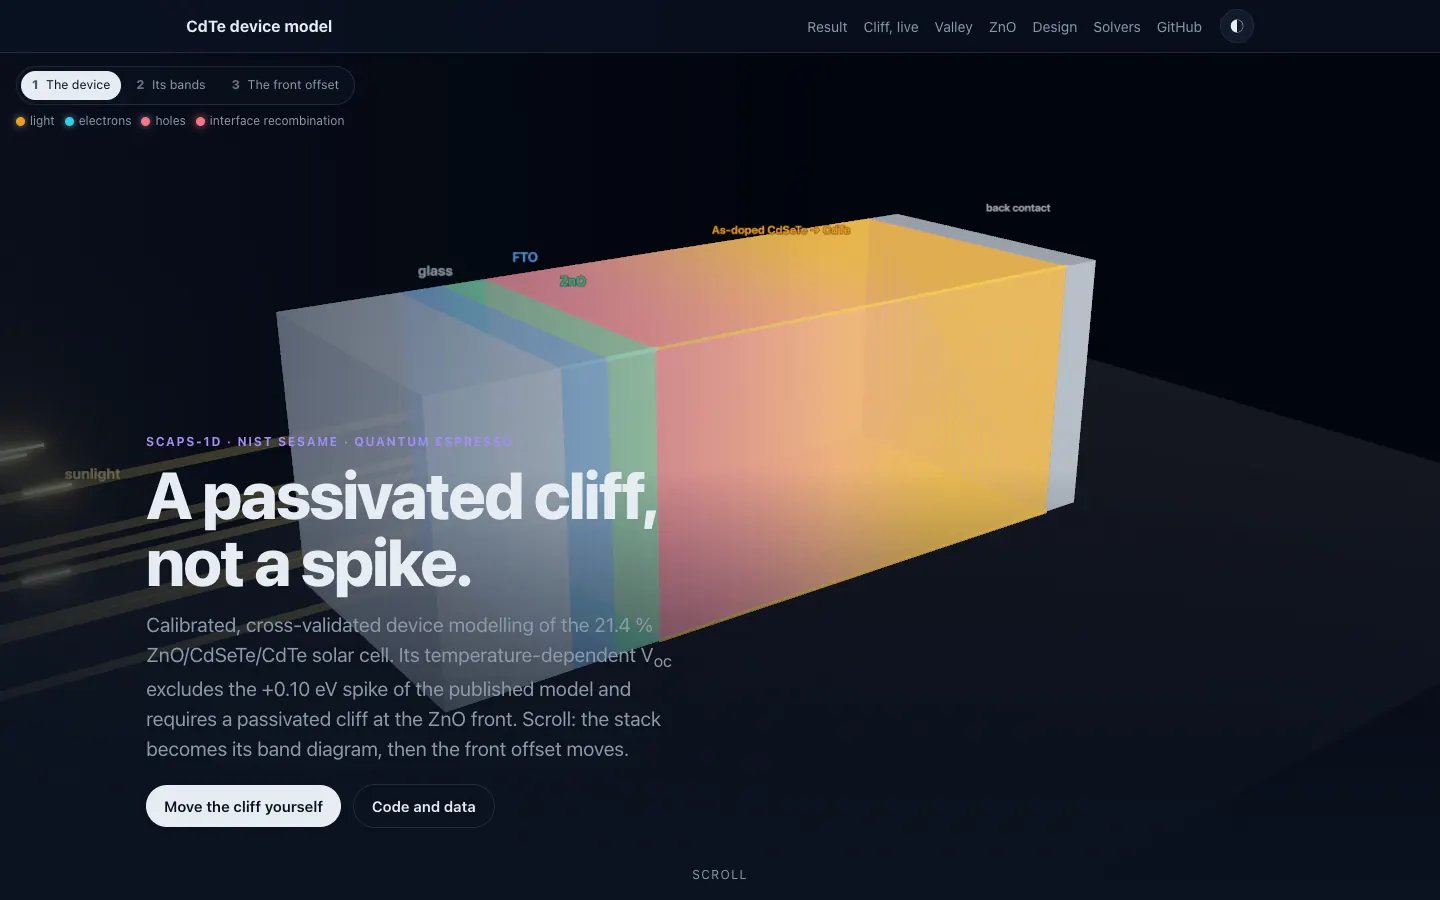 CdTe device model
Result Cliff, live Valley ZnO Design Solvers GitHub
1 The device 2 Its bands 3 The front offset
light electrons holes interface recombination
back contact
As-doped CdSeTe → CdTe
FTO
glass
ZnO
SCAPS-1D · NIST SESAME · QUANTUM ESPRESSO
sunlight
A passivated cliff,
not a spike.
Calibrated, cross-validated device modelling of the 21.4 %
ZnO/CdSeTe/CdTe solar cell. Its temperature-dependent Voc
excludes the +0.10 eV spike of the published model and
requires a passivated cliff at the ZnO front. Scroll: the stack
becomes its band diagram, then the front offset moves.
Move the cliff yourself Code and data
SCROLL